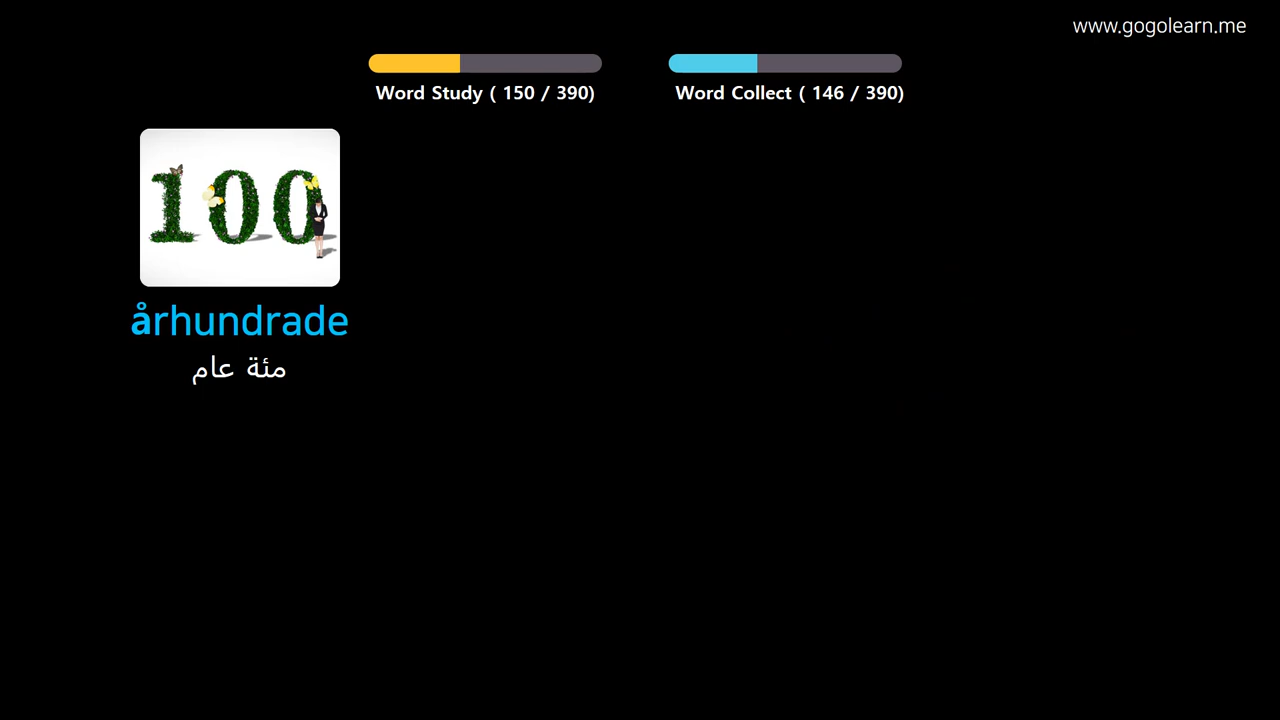 www.gogolearn.me
Word Study ( 150 / 390)
Word Collect ( 146 / 390)
100
århundrade
مئة عام